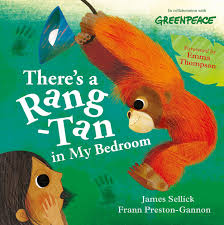 In collaboration with
GREENPEACE
Foreword by
Emma
Thompson
There's a
Rang
-Tan
in My Bedroom
James Sellick
Frann Preston-Gannon